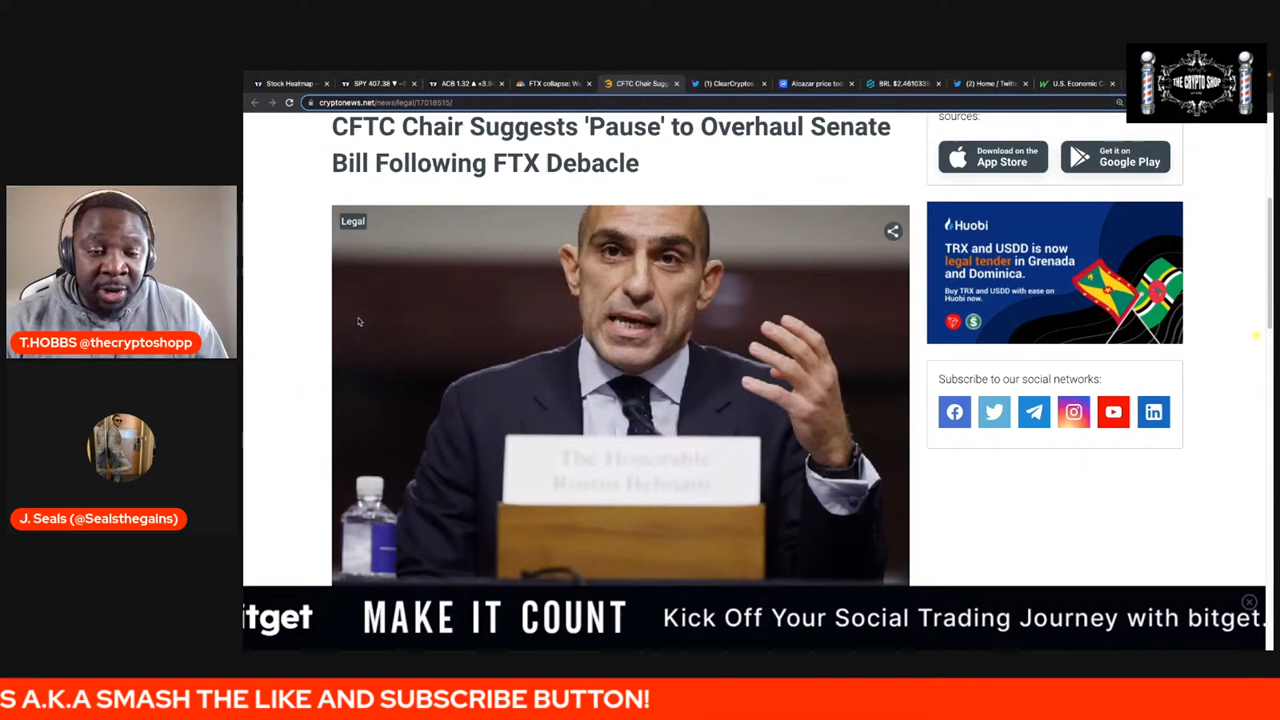 THE CRYPTO SHOP
Stock Heatmap –
SPY 407.38
ACB 1.32
FTX collapse: W
CFTC Chair Sugg
(1) ClearCryptos
Alcazar price to
BRL $2.461033
(2) Home / Twitte
U.S. Economic C
cryptonews.net/news/legal/17018515/
CFTC Chair Suggests 'Pause' to Overhaul Senate
Bill Following FTX Debacle
sources:
Download on the
App Store
Get it on
Google Play
Legal
Huobi
TRX and USDD is now
legal tender in Grenada
and Dominica.
Buy TRX and USDD with ease on
Huobi now.
Subscribe to our social networks:
The Honorable
T.HOBBS @thecryptoshopp
J. Seals (@Sealsthegains)
itget MAKE IT COUNT Kick Off Your Social Trading Journey with bitget.
S A.K.A SMASH THE LIKE AND SUBSCRIBE BUTTON!